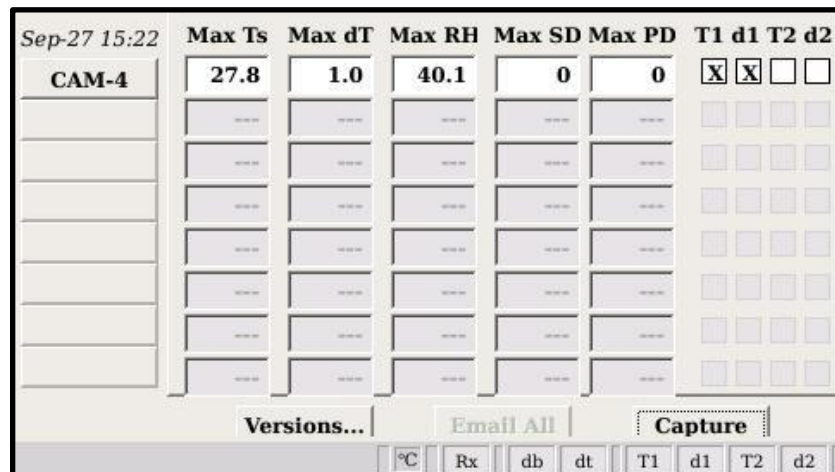 Sep-27 15:22 Max Ts Max dT Max RH Max SD Max PD T1 d1 T2 d2
CAM-4 27.8 1.0 40.1 0 0 X X
--- --- --- --- ---
--- --- --- --- ---
--- --- --- --- ---
--- --- --- --- ---
--- --- --- --- ---
--- --- --- --- ---
--- --- --- --- ---
Versions... Email All Capture
°C Rx db dt T1 d1 T2 d2